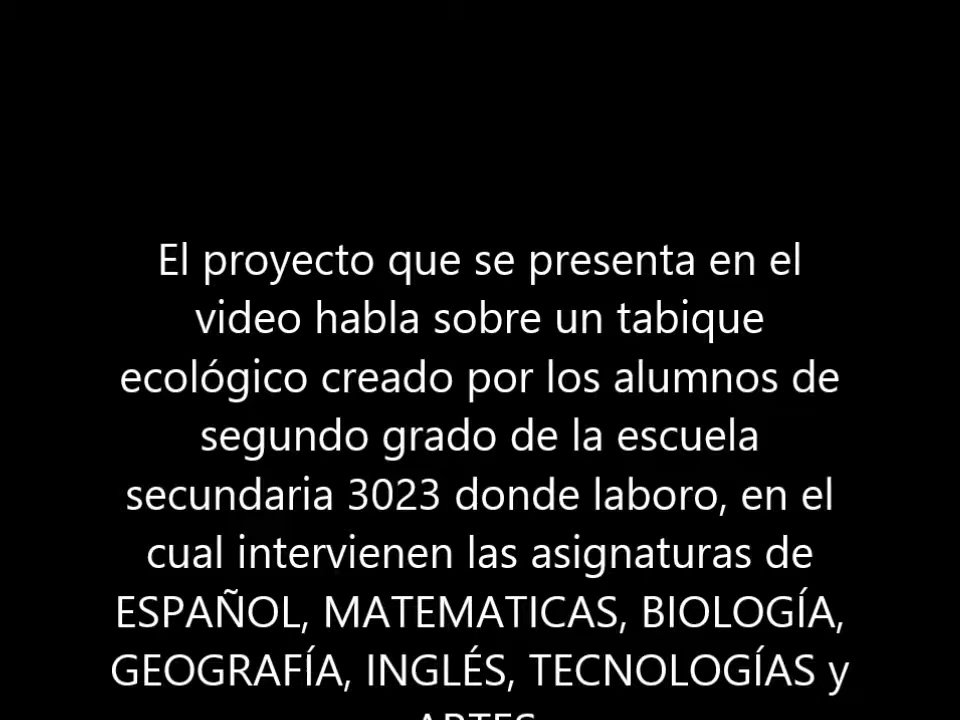 El proyecto que se presenta en el
video habla sobre un tabique
ecológico creado por los alumnos de
segundo grado de la escuela
secundaria 3023 donde laboro, en el
cual intervienen las asignaturas de
ESPAÑOL, MATEMATICAS, BIOLOGÍA,
GEOGRAFÍA, INGLÉS, TECNOLOGÍAS y
ARTES